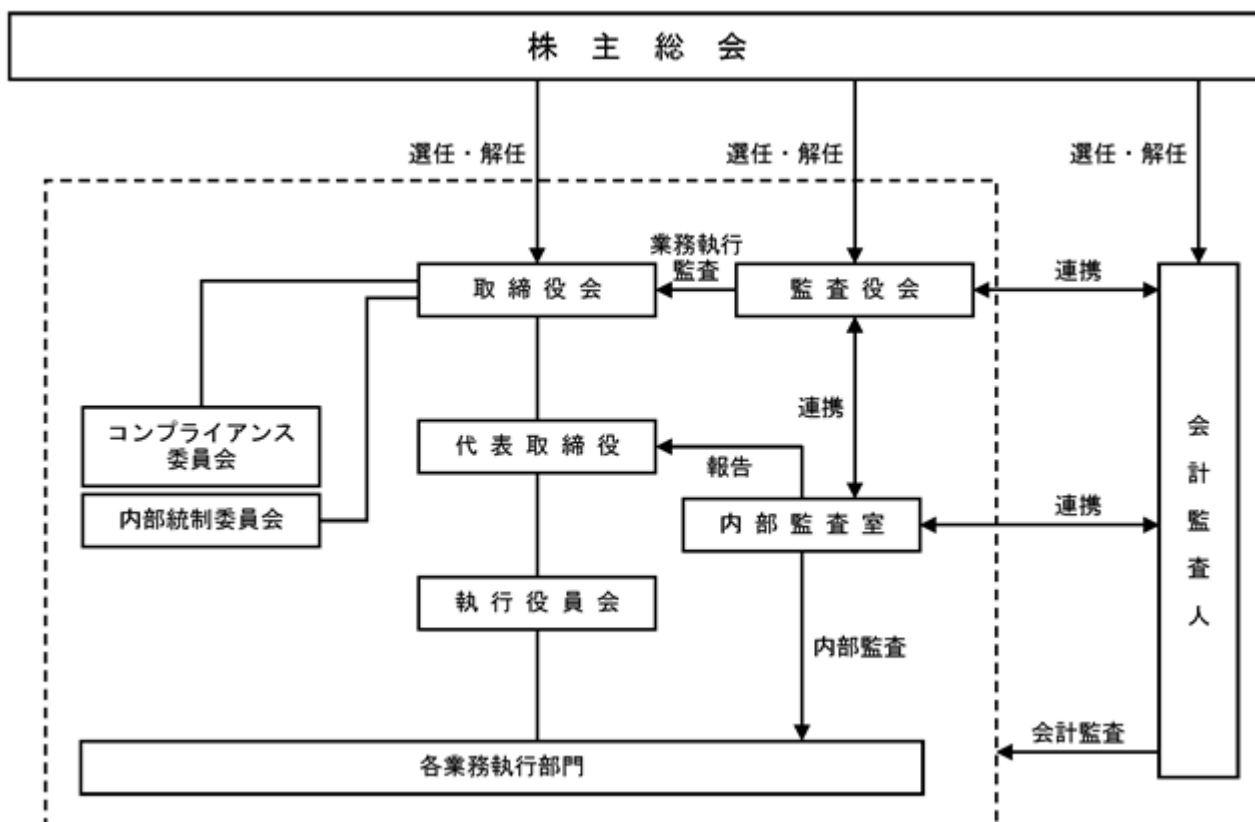 株主総会
選任・解任
選任・解任
選任・解任
業務執行
監査
取締役会
監査役会
連携
コンプライアンス
委員会
連携
代表取締役
報告
内部統制委員会
内部監査室
連携
会計監査人
執行役員会
内部監査
会計監査
各業務執行部門